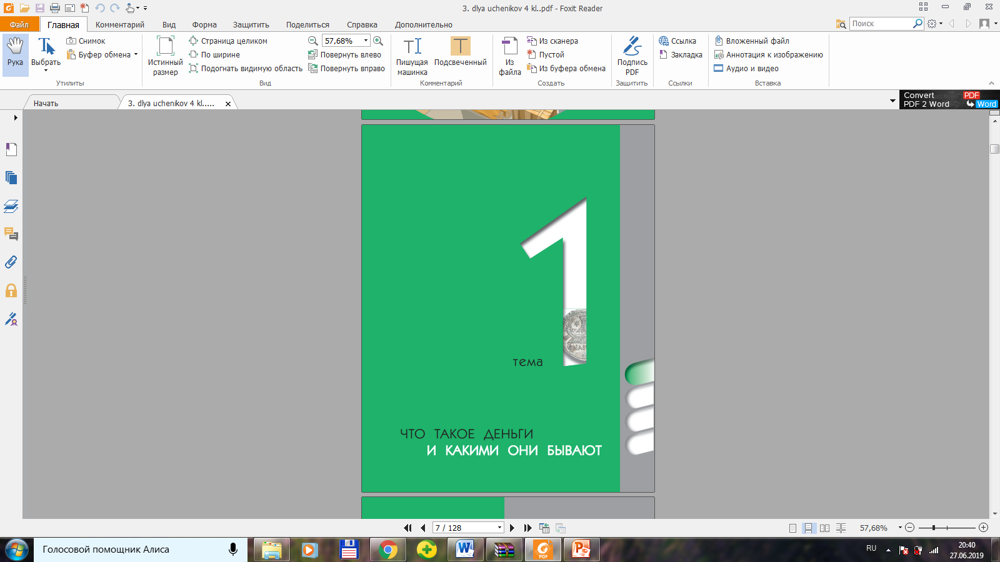 3. dlya uchenikov 4 kl..pdf - Foxit Reader
Файл Главная Комментарий Вид Форма Защитить Поделиться Справка Дополнительно Поиск
Рука
Выбрать
Снимок
Буфер обмена
Утилиты
Истинный размер
Страница целиком
По ширине
Подогнать видимую область
57,68%
Повернуть влево
Повернуть вправо
Вид
Пишущая машинка
Подсвеченный
Комментарий
Из файла
Из сканера
Пустой
Из буфера обмена
Создать
Подпись PDF
Защитить
Ссылка
Закладка
Ссылки
Вложенный файл
Аннотация к изображению
Аудио и видео
Вставка
Начать
3. dlya uchenikov 4 kl.....
Convert PDF
PDF 2 Word Word
1
тема
ЧТО ТАКОЕ ДЕНЬГИ
И КАКИМИ ОНИ БЫВАЮТ
7 / 128
57,68%
Голосовой помощник Алиса
PDF
RU
20:40
27.06.2019